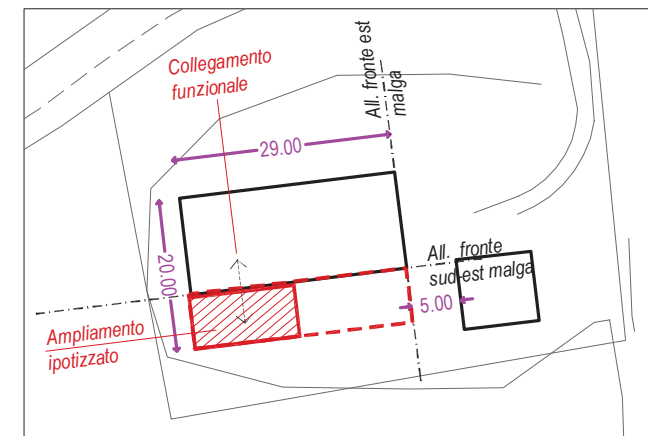 Collegamento
funzionale
All. fronte est
malga
29.00
20.00
All. fronte
sud-est malga
5.00
Ampliamento
ipotizzato